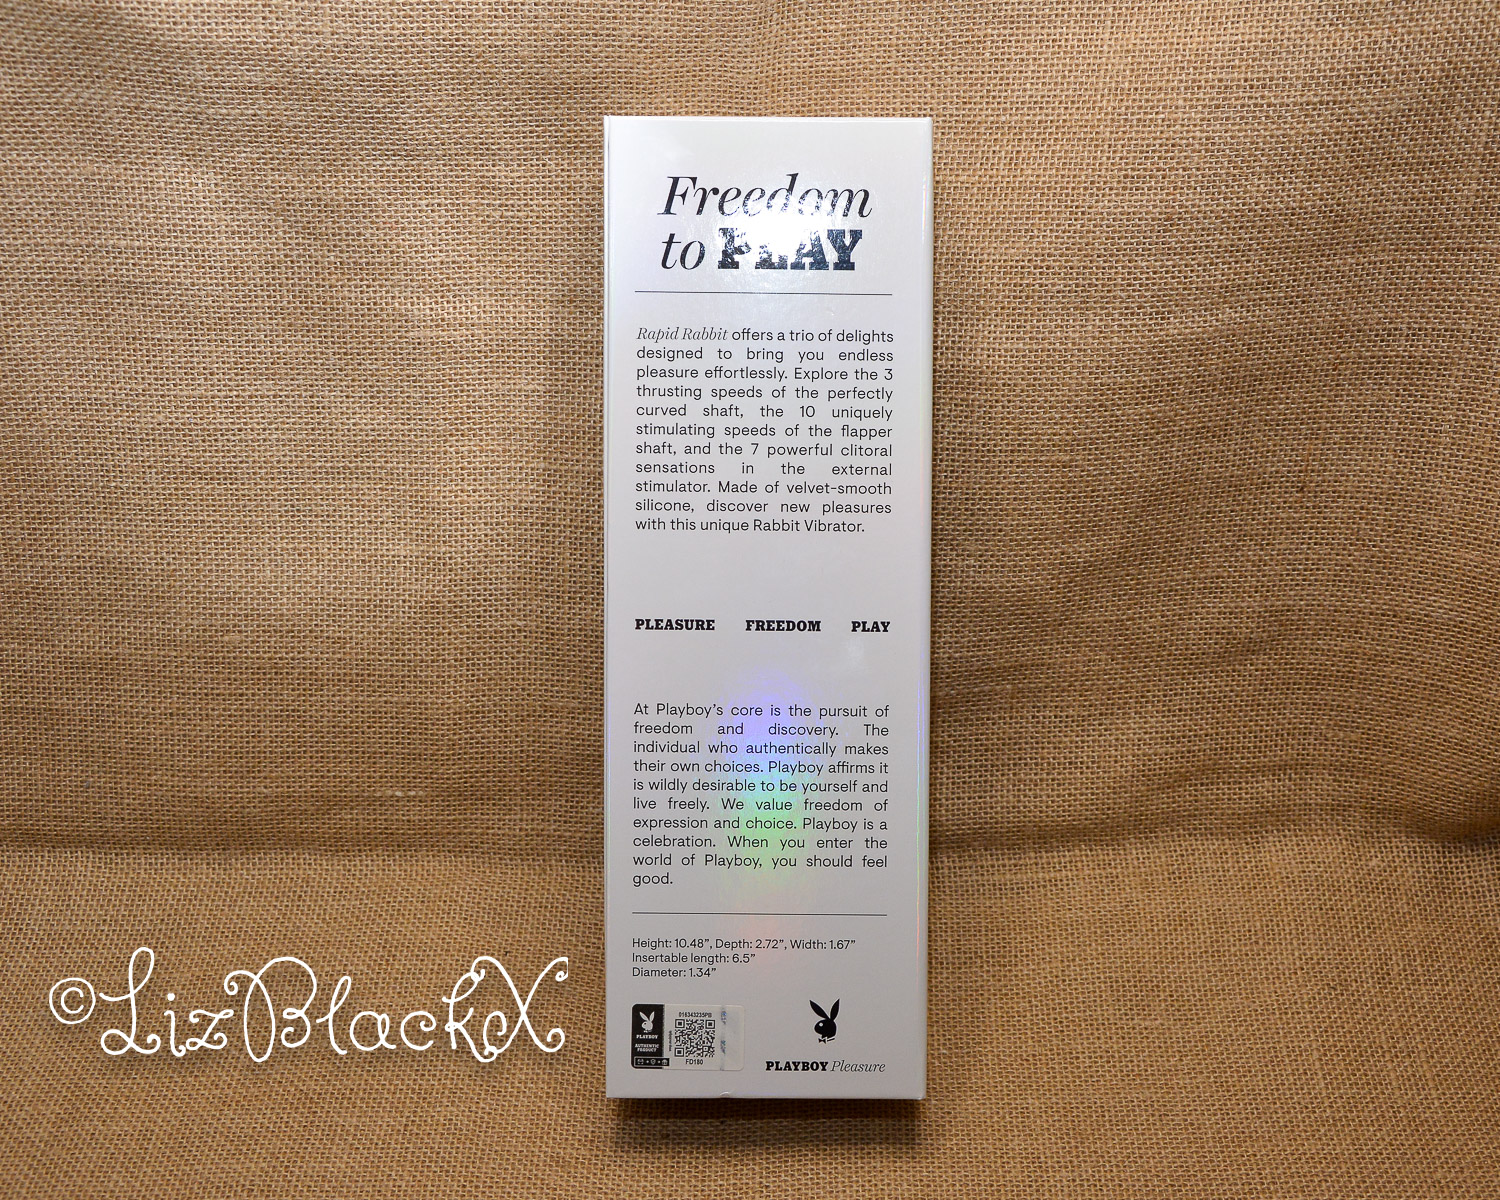 Freedom
to PLAY
Rapid Rabbit offers a trio of delights
designed to bring you endless
pleasure effortlessly. Explore the 3
thrusting speeds of the perfectly
curved shaft, the 10 uniquely
stimulating speeds of the flapper
shaft, and the 7 powerful clitoral
sensations in the external
stimulator. Made of velvet-smooth
silicone, discover new pleasures
with this unique Rabbit Vibrator.
PLEASURE FREEDOM PLAY
At Playboy's core is the pursuit of
freedom and discovery. The
individual who authentically makes
their own choices. Playboy affirms it
is wildly desirable to be yourself and
live freely. We value freedom of
expression and choice. Playboy is a
celebration. When you enter the
world of Playboy, you should feel
good.
Height: 10.48", Depth: 2.72", Width: 1.67"
Insertable length: 6.5"
Diameter: 1.34"
PLAYBOY
AUTHENTIC
PRODUCT
016343235PB
FD180
PLAYBOY Pleasure
©LizBlackX